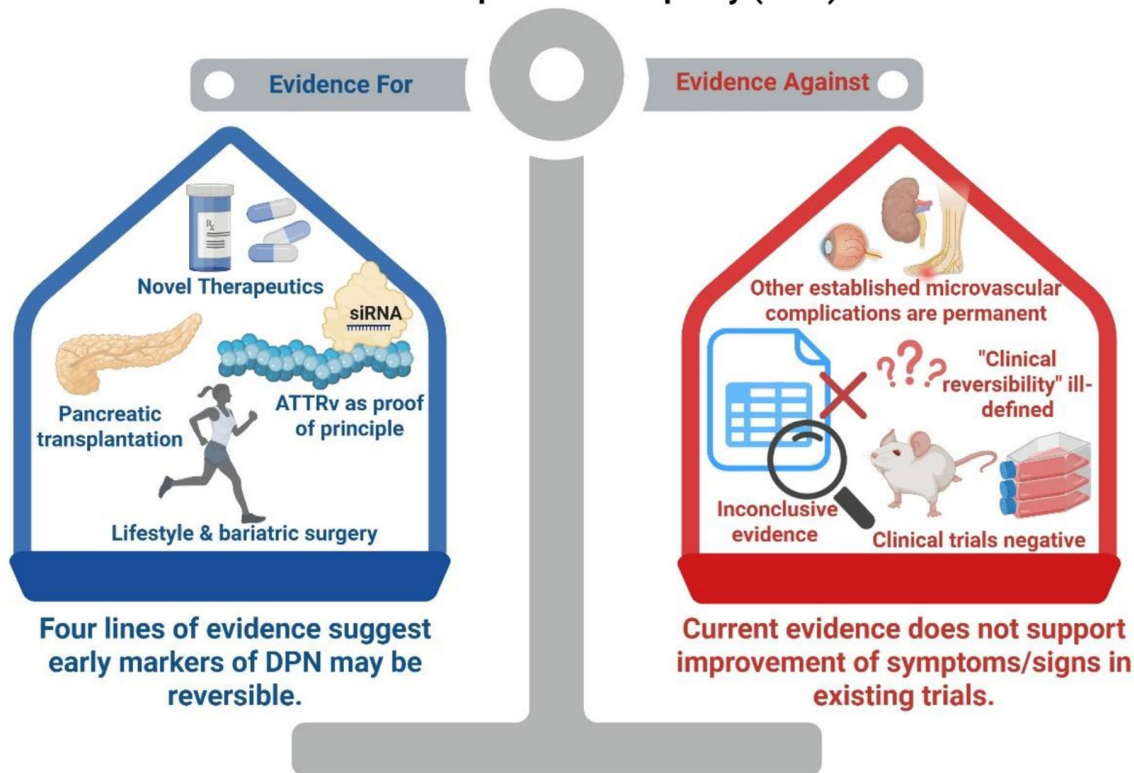 Evidence For
Evidence Against
Novel Therapeutics
siRNA
Pancreatic
transplantation
ATTRv as proof
of principle
Lifestyle & bariatric surgery
Four lines of evidence suggest
early markers of DPN may be
reversible.
Other established microvascular
complications are permanent
"Clinical
reversibility" ill-
defined
Inconclusive
evidence
Clinical trials negative
Current evidence does not support
improvement of symptoms/signs in
existing trials.